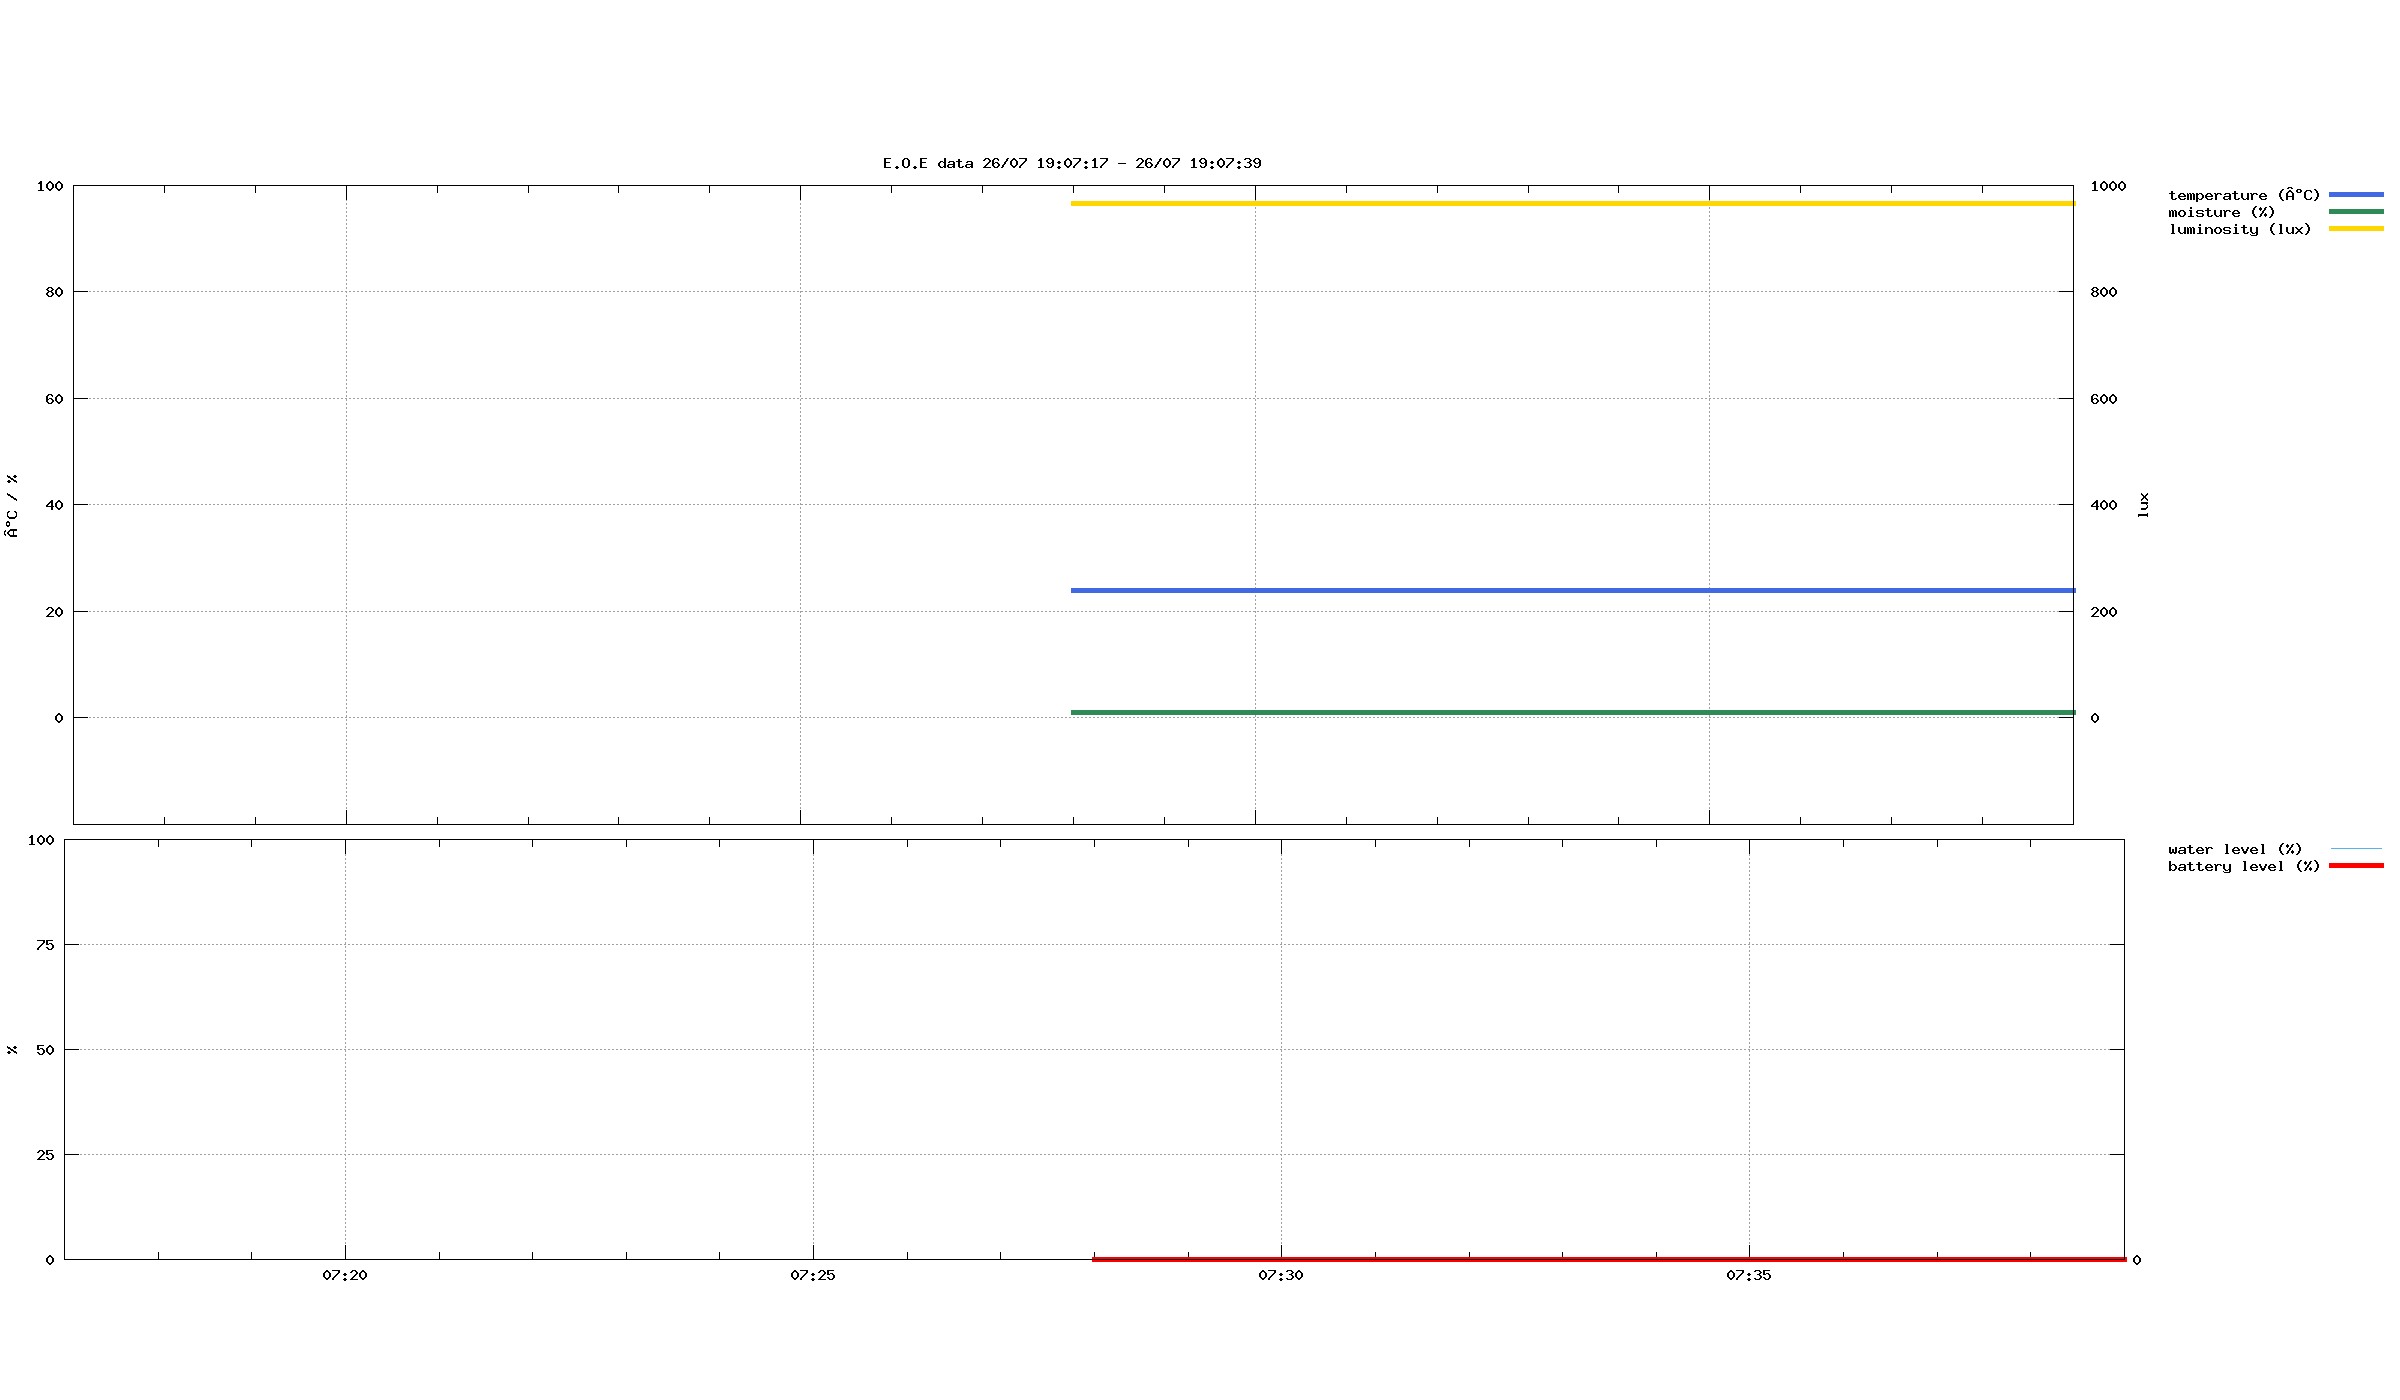 E.O.E data 26/07 19:07:17 - 26/07 19:07:39
100
80
60
40
20
0
Â°C / %
1000
800
600
400
200
0
lux
temperature (Â°C)
moisture (%)
luminosity (lux)
100
75
50
25
0
%
0
07:20
07:25
07:30
07:35
water level (%)
battery level (%)